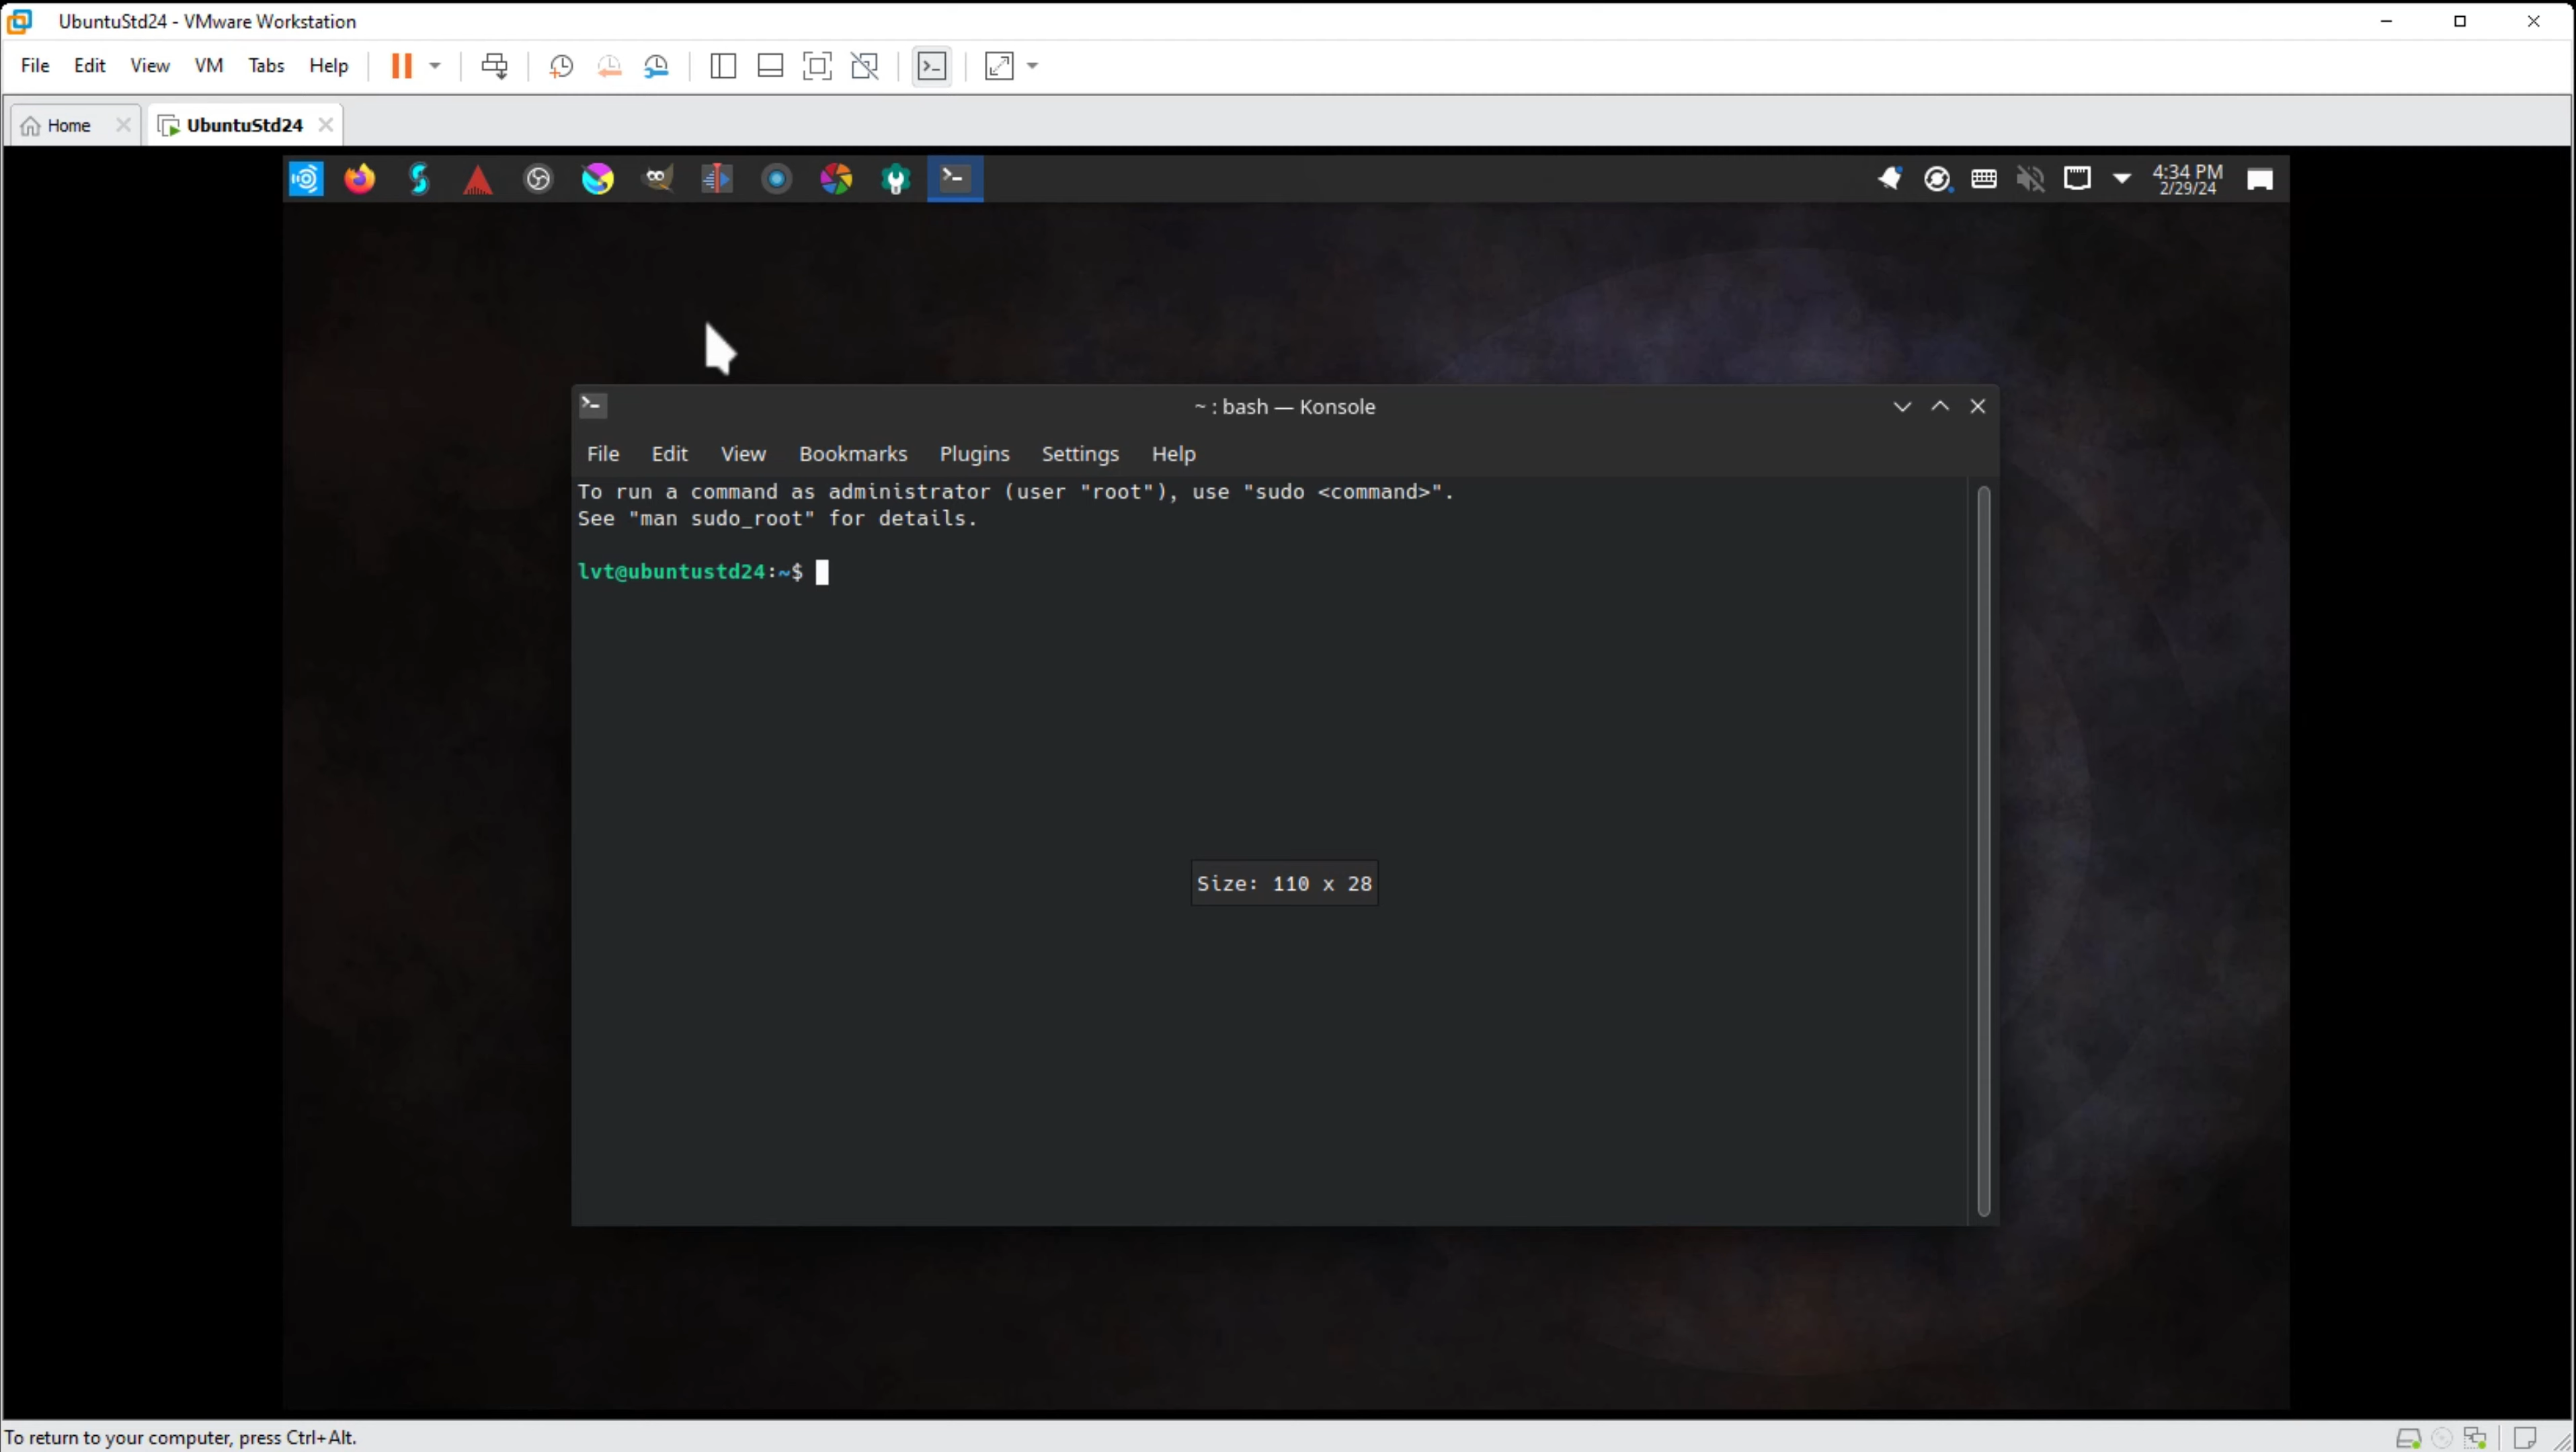 UbuntuStd24 - VMware Workstation
File Edit View VM Tabs Help
Home UbuntuStd24
4:34 PM
2/29/24
~ : bash — Konsole
File Edit View Bookmarks Plugins Settings Help
To run a command as administrator (user "root"), use "sudo <command>".
See "man sudo_root" for details.
lvt@ubuntustd24:~$
Size: 110 x 28
To return to your computer, press Ctrl+Alt.